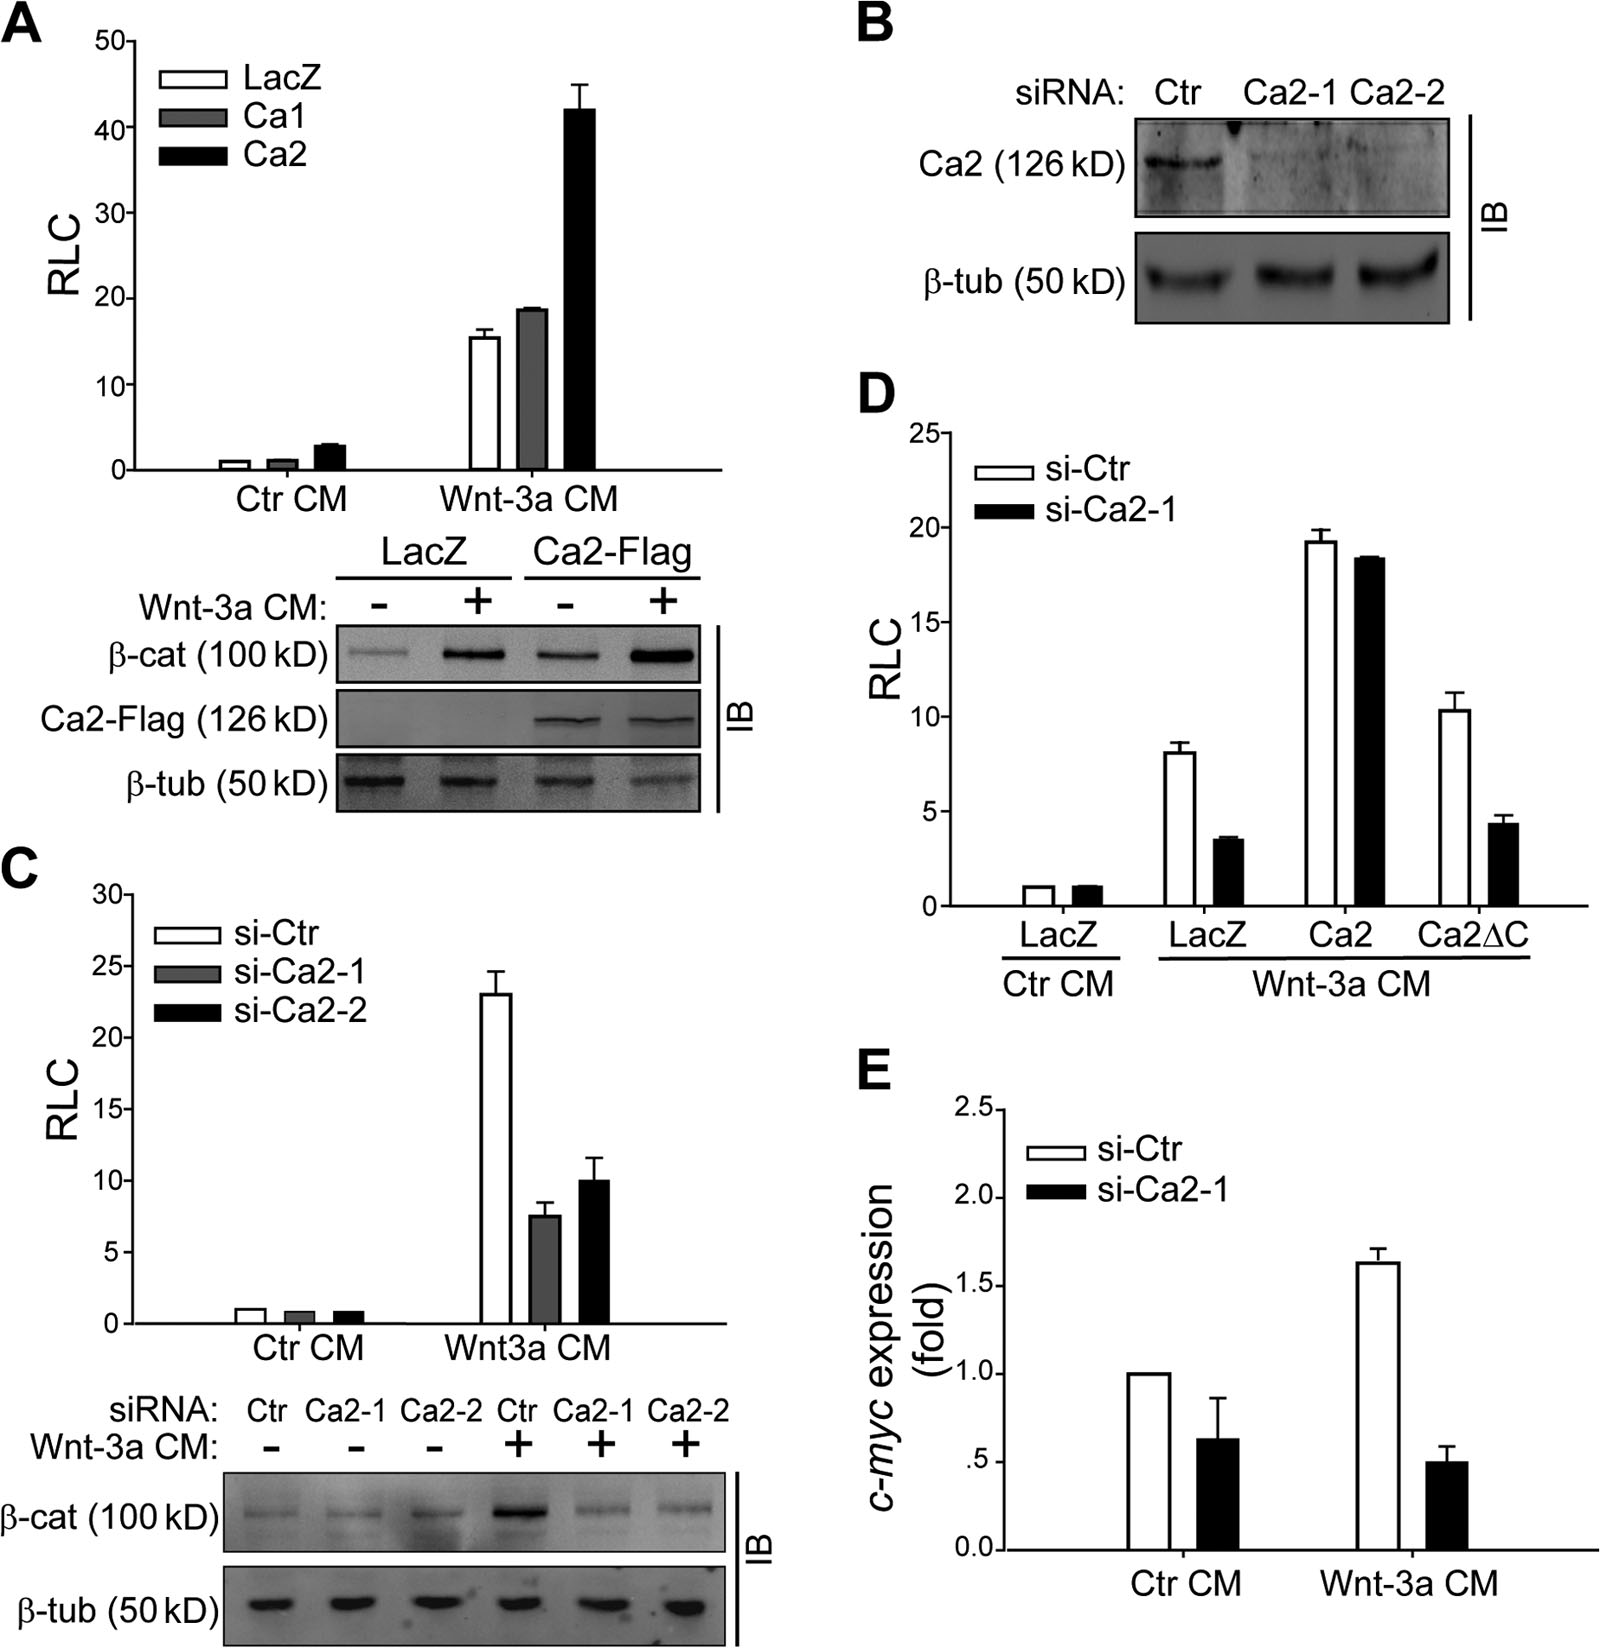 A
50
40
30
20
10
0
RLC
LacZ
Ca1
Ca2
Ctr CM Wnt-3a CM
LacZ Ca2-Flag
Wnt-3a CM: - + - +
β-cat (100 kD)
Ca2-Flag (126 kD)
β-tub (50 kD)
IB
B
siRNA: Ctr Ca2-1 Ca2-2
Ca2 (126 kD)
β-tub (50 kD)
IB
C
30
25
20
15
10
5
0
RLC
si-Ctr
si-Ca2-1
si-Ca2-2
Ctr CM Wnt3a CM
siRNA: Ctr Ca2-1 Ca2-2 Ctr Ca2-1 Ca2-2
Wnt-3a CM: - - - + + +
β-cat (100 kD)
β-tub (50 kD)
IB
D
25
20
15
10
5
0
RLC
si-Ctr
si-Ca2-1
LacZ LacZ Ca2 Ca2ΔC
Ctr CM Wnt-3a CM
E
2.5
2.0
1.5
1.0
.5
0.0
c-myc expression
(fold)
si-Ctr
si-Ca2-1
Ctr CM Wnt-3a CM